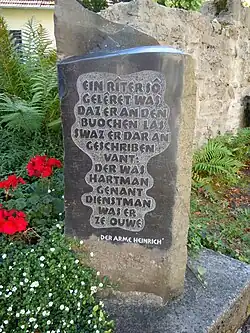 EIN RÎTER SÔ
GELÊRET WAS
DAZ ER AN DEN
BUOCHEN LAS
SWAZ ER DAR AN
GESCHRIBEN
VANT:
DER WAS
HARTMAN
GENANT
DIENSTMAN
WAS ER
ZE OUWE
"DER ARME HEINRICH"